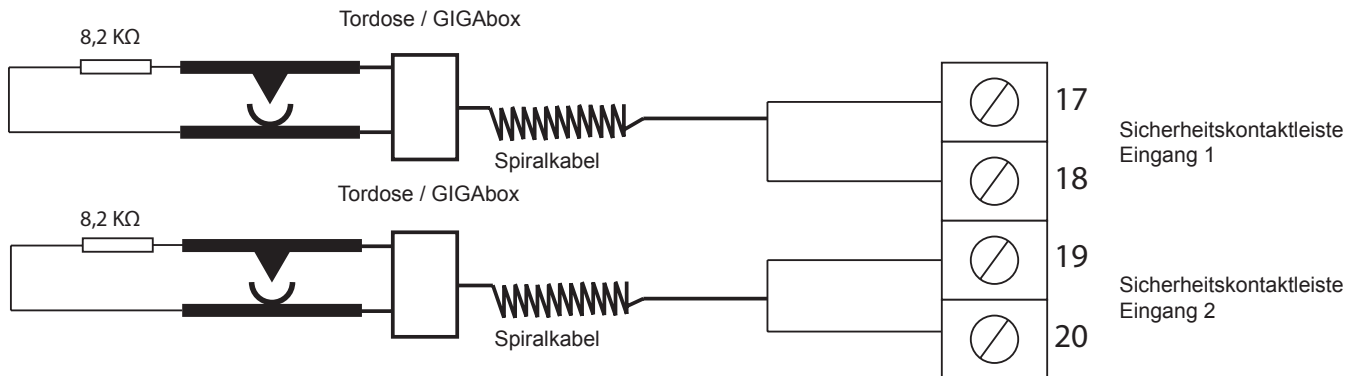 Tordose / GIGAbox
8,2 KΩ
17
Sicherheitskontaktleiste
Eingang 1
Spiralkabel
18
Tordose / GIGAbox
8,2 KΩ
19
Sicherheitskontaktleiste
Eingang 2
Spiralkabel
20